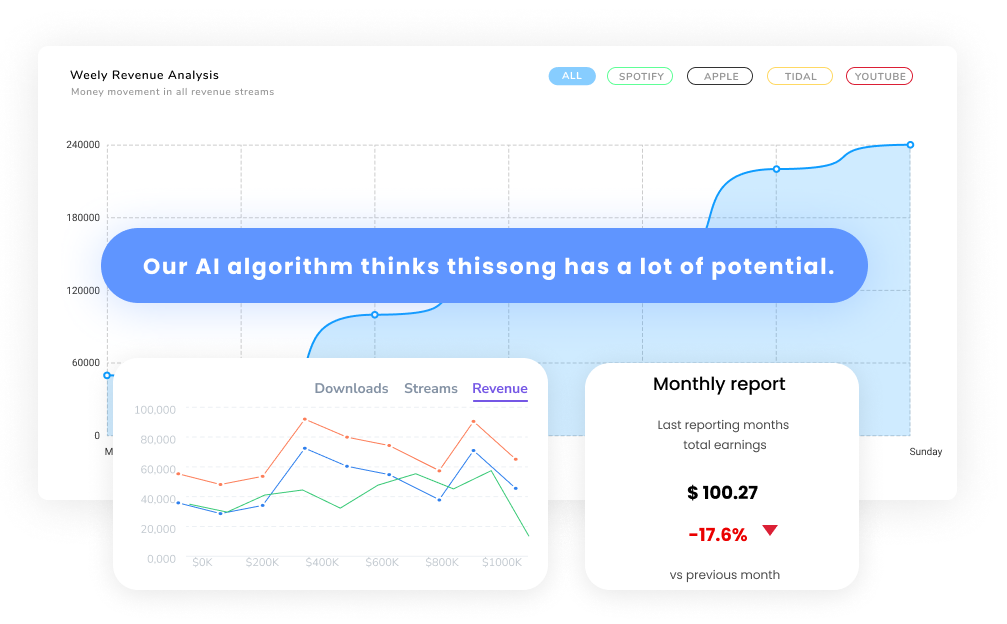 Weely Revenue Analysis
Money movement in all revenue streams
ALL
SPOTIFY
APPLE
TIDAL
YOUTUBE
240000
180000
120000
60000
0
Our AI algorithm thinks thissong has a lot of potential.
M
Sunday
Downloads Streams Revenue
100,000
80,000
60,000
40,000
20,000
0,000
$0K $200K $400K $600K $800K $1000K
Monthly report
Last reporting months
total earnings
$ 100.27
-17.6%
vs previous month